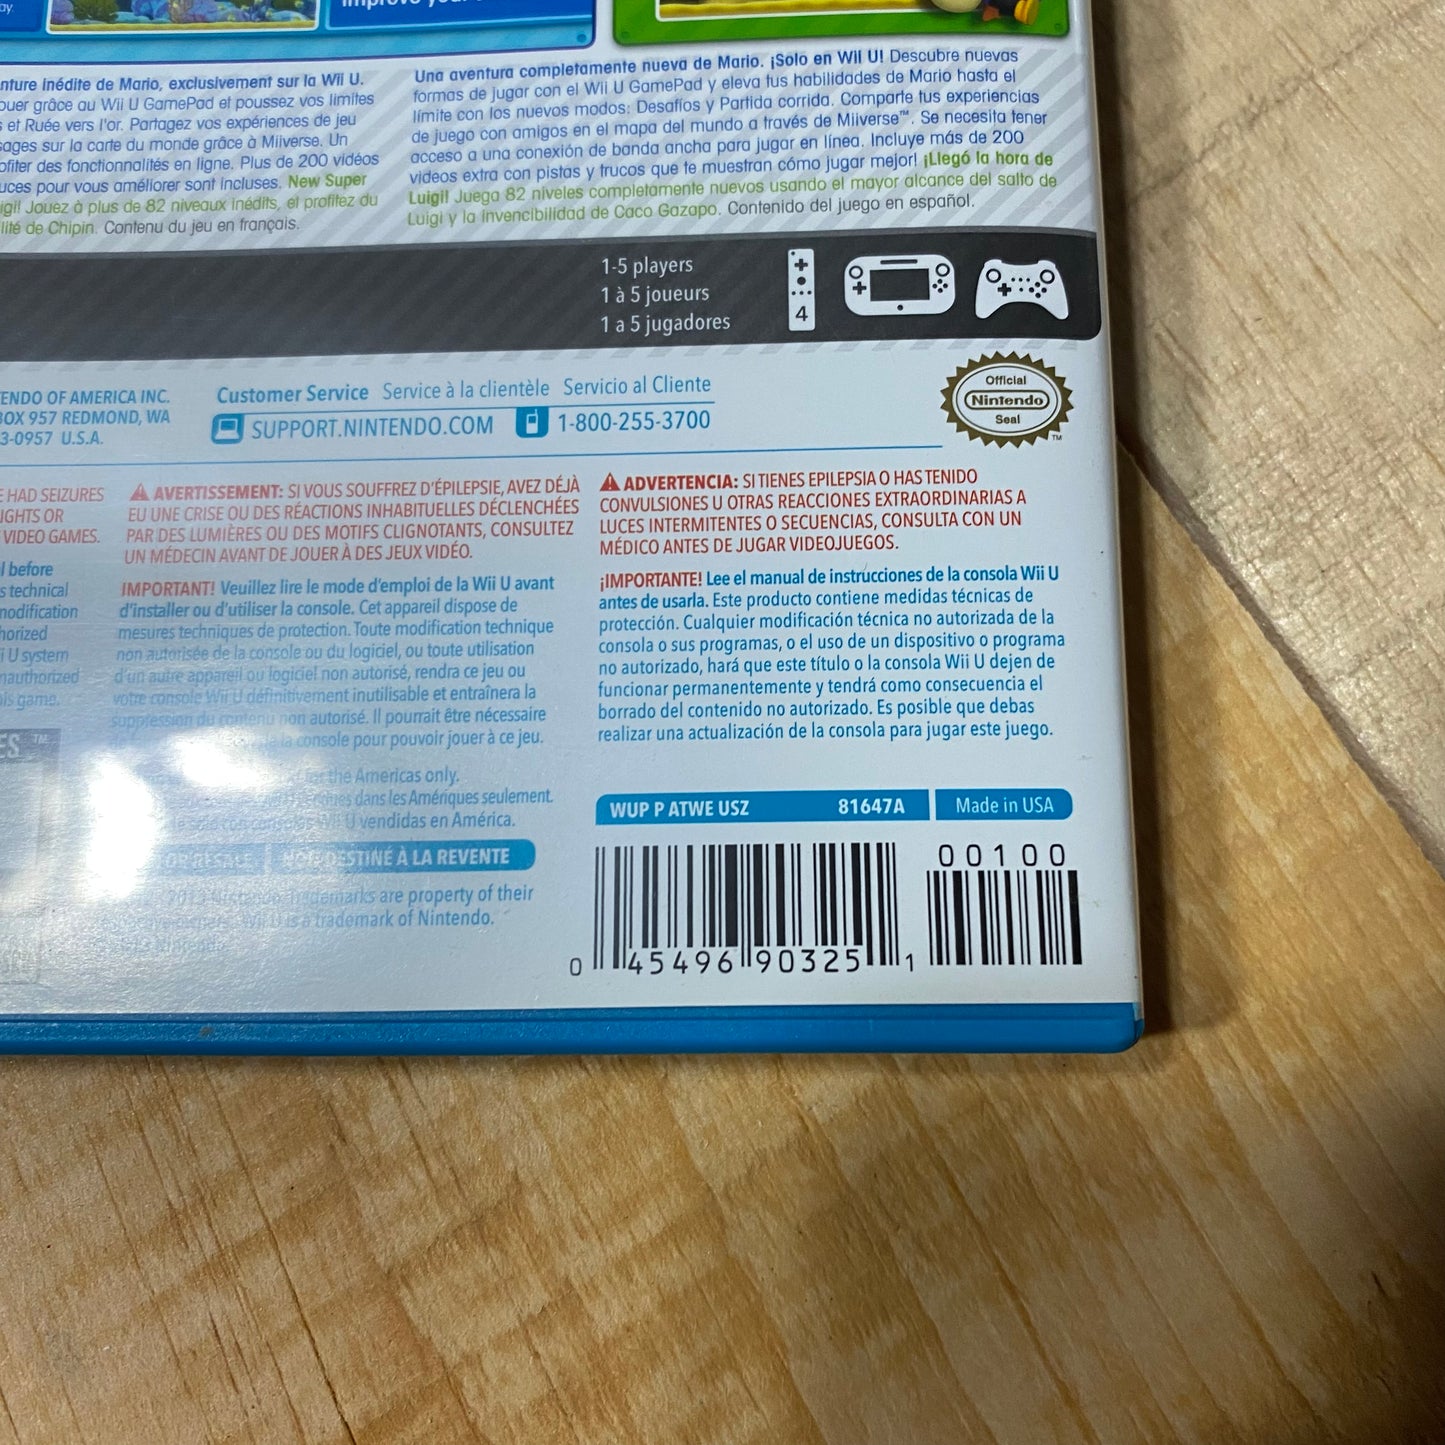 ay
Improve
nture inédite de Mario, exclusivement sur la Wii U.
ouer grâce au Wii U GamePad et poussez vos limites
s et Ruée vers l'or. Partagez vos expériences de jeu
sages sur la carte du monde grâce à Miiverse. Un
ofiter des fonctionnalités en ligne. Plus de 200 vidéos
uces pour vous améliorer sont incluses. New Super
igi! Jouez à plus de 82 niveaux inédits, et profitez du
lité de Chipin. Contenu du jeu en français.
Una aventura completamente nueva de Mario. ¡Solo en Wii U! Descubre nuevas
formas de jugar con el Wii U GamePad y eleva tus habilidades de Mario hasta el
límite con los nuevos modos: Desafíos y Partida corrida. Comparte tus experiencias
de juego con amigos en el mapa del mundo a través de Miiverse™. Se necesita tener
acceso a una conexión de banda ancha para jugar en línea. Incluye más de 200
videos extra con pistas y trucos que te muestran cómo jugar mejor! ¡Llegó la hora de
Luigi! Juega 82 niveles completamente nuevos usando el mayor alcance del salto de
Luigi y la invencibilidad de Caco Gazapo. Contenido del juego en español.
1-5 players
1 à 5 joueurs
1 a 5 jugadores
4
TENDO OF AMERICA INC.
BOX 957 REDMOND, WA
3-0957 U.S.A.
Customer Service Service à la clientèle Servicio al Cliente
SUPPORT.NINTENDO.COM 1-800-255-3700
Official
Nintendo
Seal
TM
E HAD SEIZURES
IGHTS OR
VIDEO GAMES.
l before
s technical
modification
horized
i U system
nauthorized
his game.
AVERTISSEMENT: SI VOUS SOUFFREZ D'ÉPILEPSIE, AVEZ DÉJÀ
EU UNE CRISE OU DES RÉACTIONS INHABITUELLES DÉCLENCHÉES
PAR DES LUMIÈRES OU DES MOTIFS CLIGNOTANTS, CONSULTEZ
UN MÉDECIN AVANT DE JOUER À DES JEUX VIDÉO.
IMPORTANT! Veuillez lire le mode d'emploi de la Wii U avant
d'installer ou d'utiliser la console. Cet appareil dispose de
mesures techniques de protection. Toute modification technique
non autorisée de la console ou du logiciel, ou toute utilisation
d'un autre appareil ou logiciel non autorisé, rendra ce jeu ou
votre console Wii U définitivement inutilisable et entraînera la
suppression du contenu non autorisé. Il pourrait être nécessaire
la console pour pouvoir jouer à ce jeu.
ADVERTENCIA: SI TIENES EPILEPSIA O HAS TENIDO
CONVULSIONES U OTRAS REACCIONES EXTRAORDINARIAS A
LUCES INTERMITENTES O SECUENCIAS, CONSULTA CON UN
MÉDICO ANTES DE JUGAR VIDEOJUEGOS.
¡IMPORTANTE! Lee el manual de instrucciones de la consola Wii U
antes de usarla. Este producto contiene medidas técnicas de
protección. Cualquier modificación técnica no autorizada de la
consola o sus programas, o el uso de un dispositivo o programa
no autorizado, hará que este título o la consola Wii U dejen de
funcionar permanentemente y tendrá como consecuencia el
borrado del contenido no autorizado. Es posible que debas
realizar una actualización de la consola para jugar este juego.
ES™
for the Americas only.
dans les Amériques seulement.
Wii U vendidas en América.
FOR RESALE NON DESTINÉ À LA REVENTE
2013 Nintendo. Trademarks are property of their
Wii U is a trademark of Nintendo.
Nintendo.
WUP P ATWE USZ 81647A Made in USA
00100
0 45496 90325 1